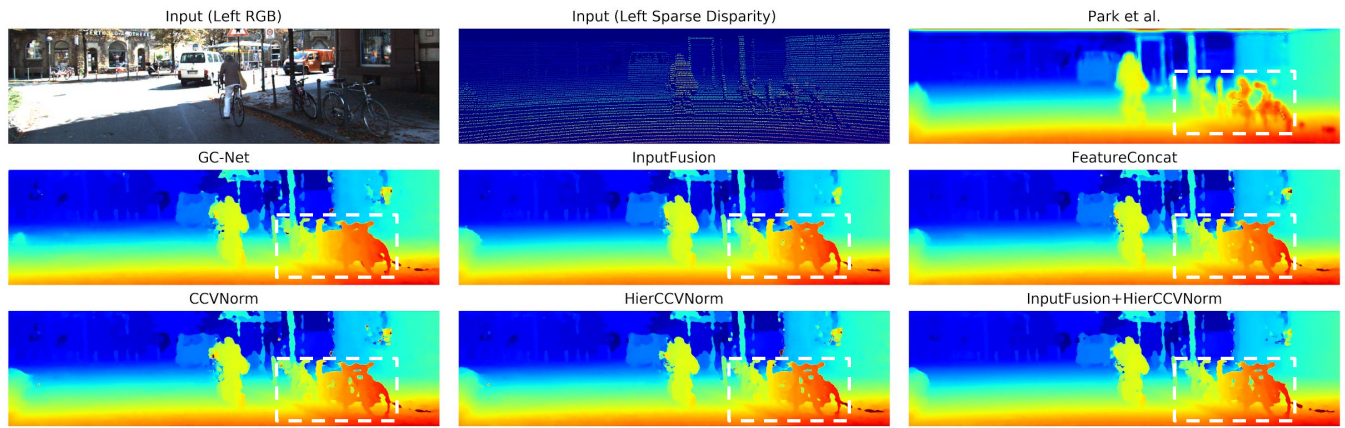 Input (Left RGB)
Input (Left Sparse Disparity)
Park et al.
GC-Net
InputFusion
FeatureConcat
CCVNorm
HierCCVNorm
InputFusion+HierCCVNorm